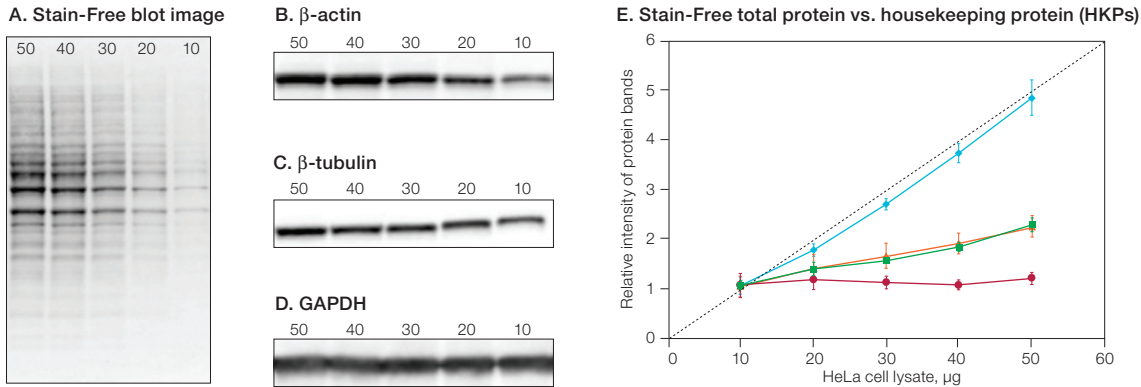 A. Stain-Free blot image
50 40 30 20 10
B. β-actin
50 40 30 20 10
C. β-tubulin
50 40 30 20 10
D. GAPDH
50 40 30 20 10
E. Stain-Free total protein vs. housekeeping protein (HKPs)
Relative intensity of protein bands
6
5
4
3
2
1
0
0 10 20 30 40 50 60
HeLa cell lysate, µg